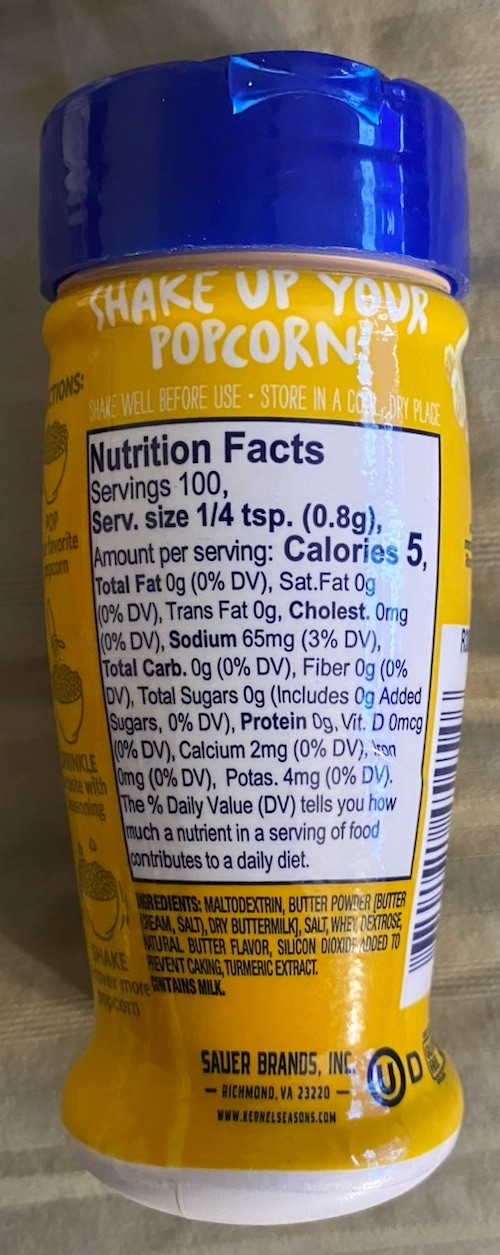 SHAKE UP YOUR
POPCORN
SHAKE WELL BEFORE USE • STORE IN A COOL, DRY PLACE
Nutrition Facts
Servings 100,
Serv. size 1/4 tsp. (0.8g),
Amount per serving: Calories 5,
Total Fat 0g (0% DV), Sat.Fat 0g
(0% DV), Trans Fat 0g, Cholest. 0mg
(0% DV), Sodium 65mg (3% DV),
Total Carb. 0g (0% DV), Fiber 0g (0%
DV), Total Sugars 0g (Includes 0g Added
Sugars, 0% DV), Protein 0g, Vit. D 0mcg
(0% DV), Calcium 2mg (0% DV), Iron
0mg (0% DV), Potas. 4mg (0% DV).
The % Daily Value (DV) tells you how
much a nutrient in a serving of food
contributes to a daily diet.
INGREDIENTS: MALTODEXTRIN, BUTTER POWDER [BUTTER
(CREAM, SALT), DRY BUTTERMILK], SALT, WHEY, DEXTROSE,
NATURAL BUTTER FLAVOR, SILICON DIOXIDE ADDED TO
PREVENT CAKING, TURMERIC EXTRACT.
CONTAINS MILK.
POP
popcorn
SHAKE
more
popcorn
SAUER BRANDS, INC.
— RICHMOND, VA 23220 —
WWW.KERNELSEASONS.COM
U D